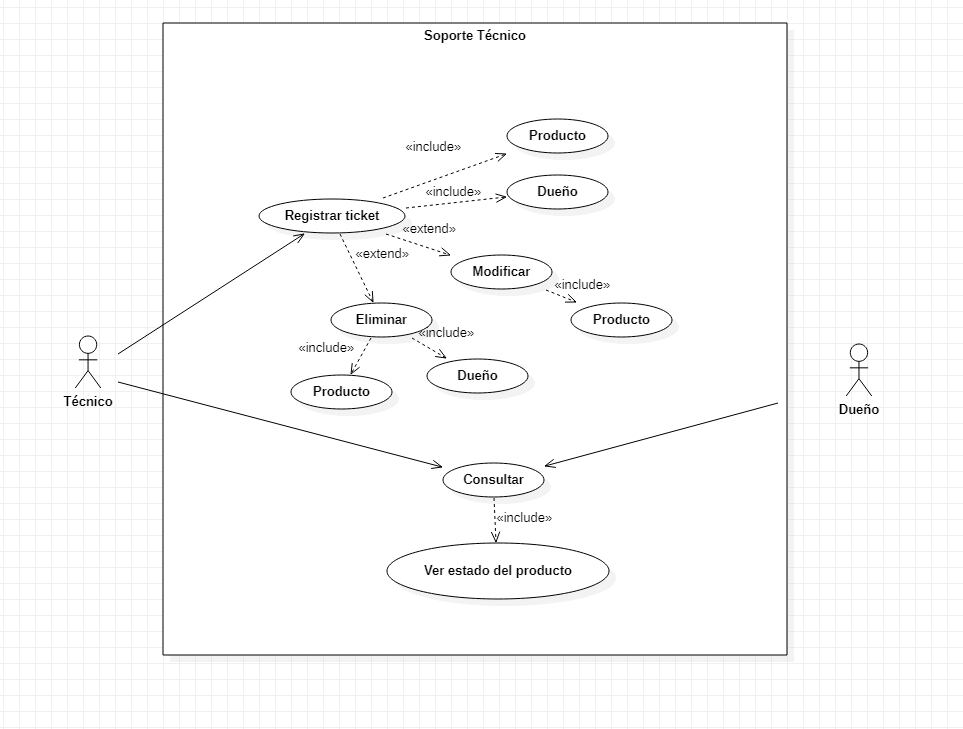 Soporte Técnico
Producto
«include»
Dueño
«include»
Registrar ticket
«extend»
«extend»
Modificar
«include»
Eliminar
Producto
«include»
«include»
Dueño
Producto
Técnico
Dueño
Consultar
«include»
Ver estado del producto